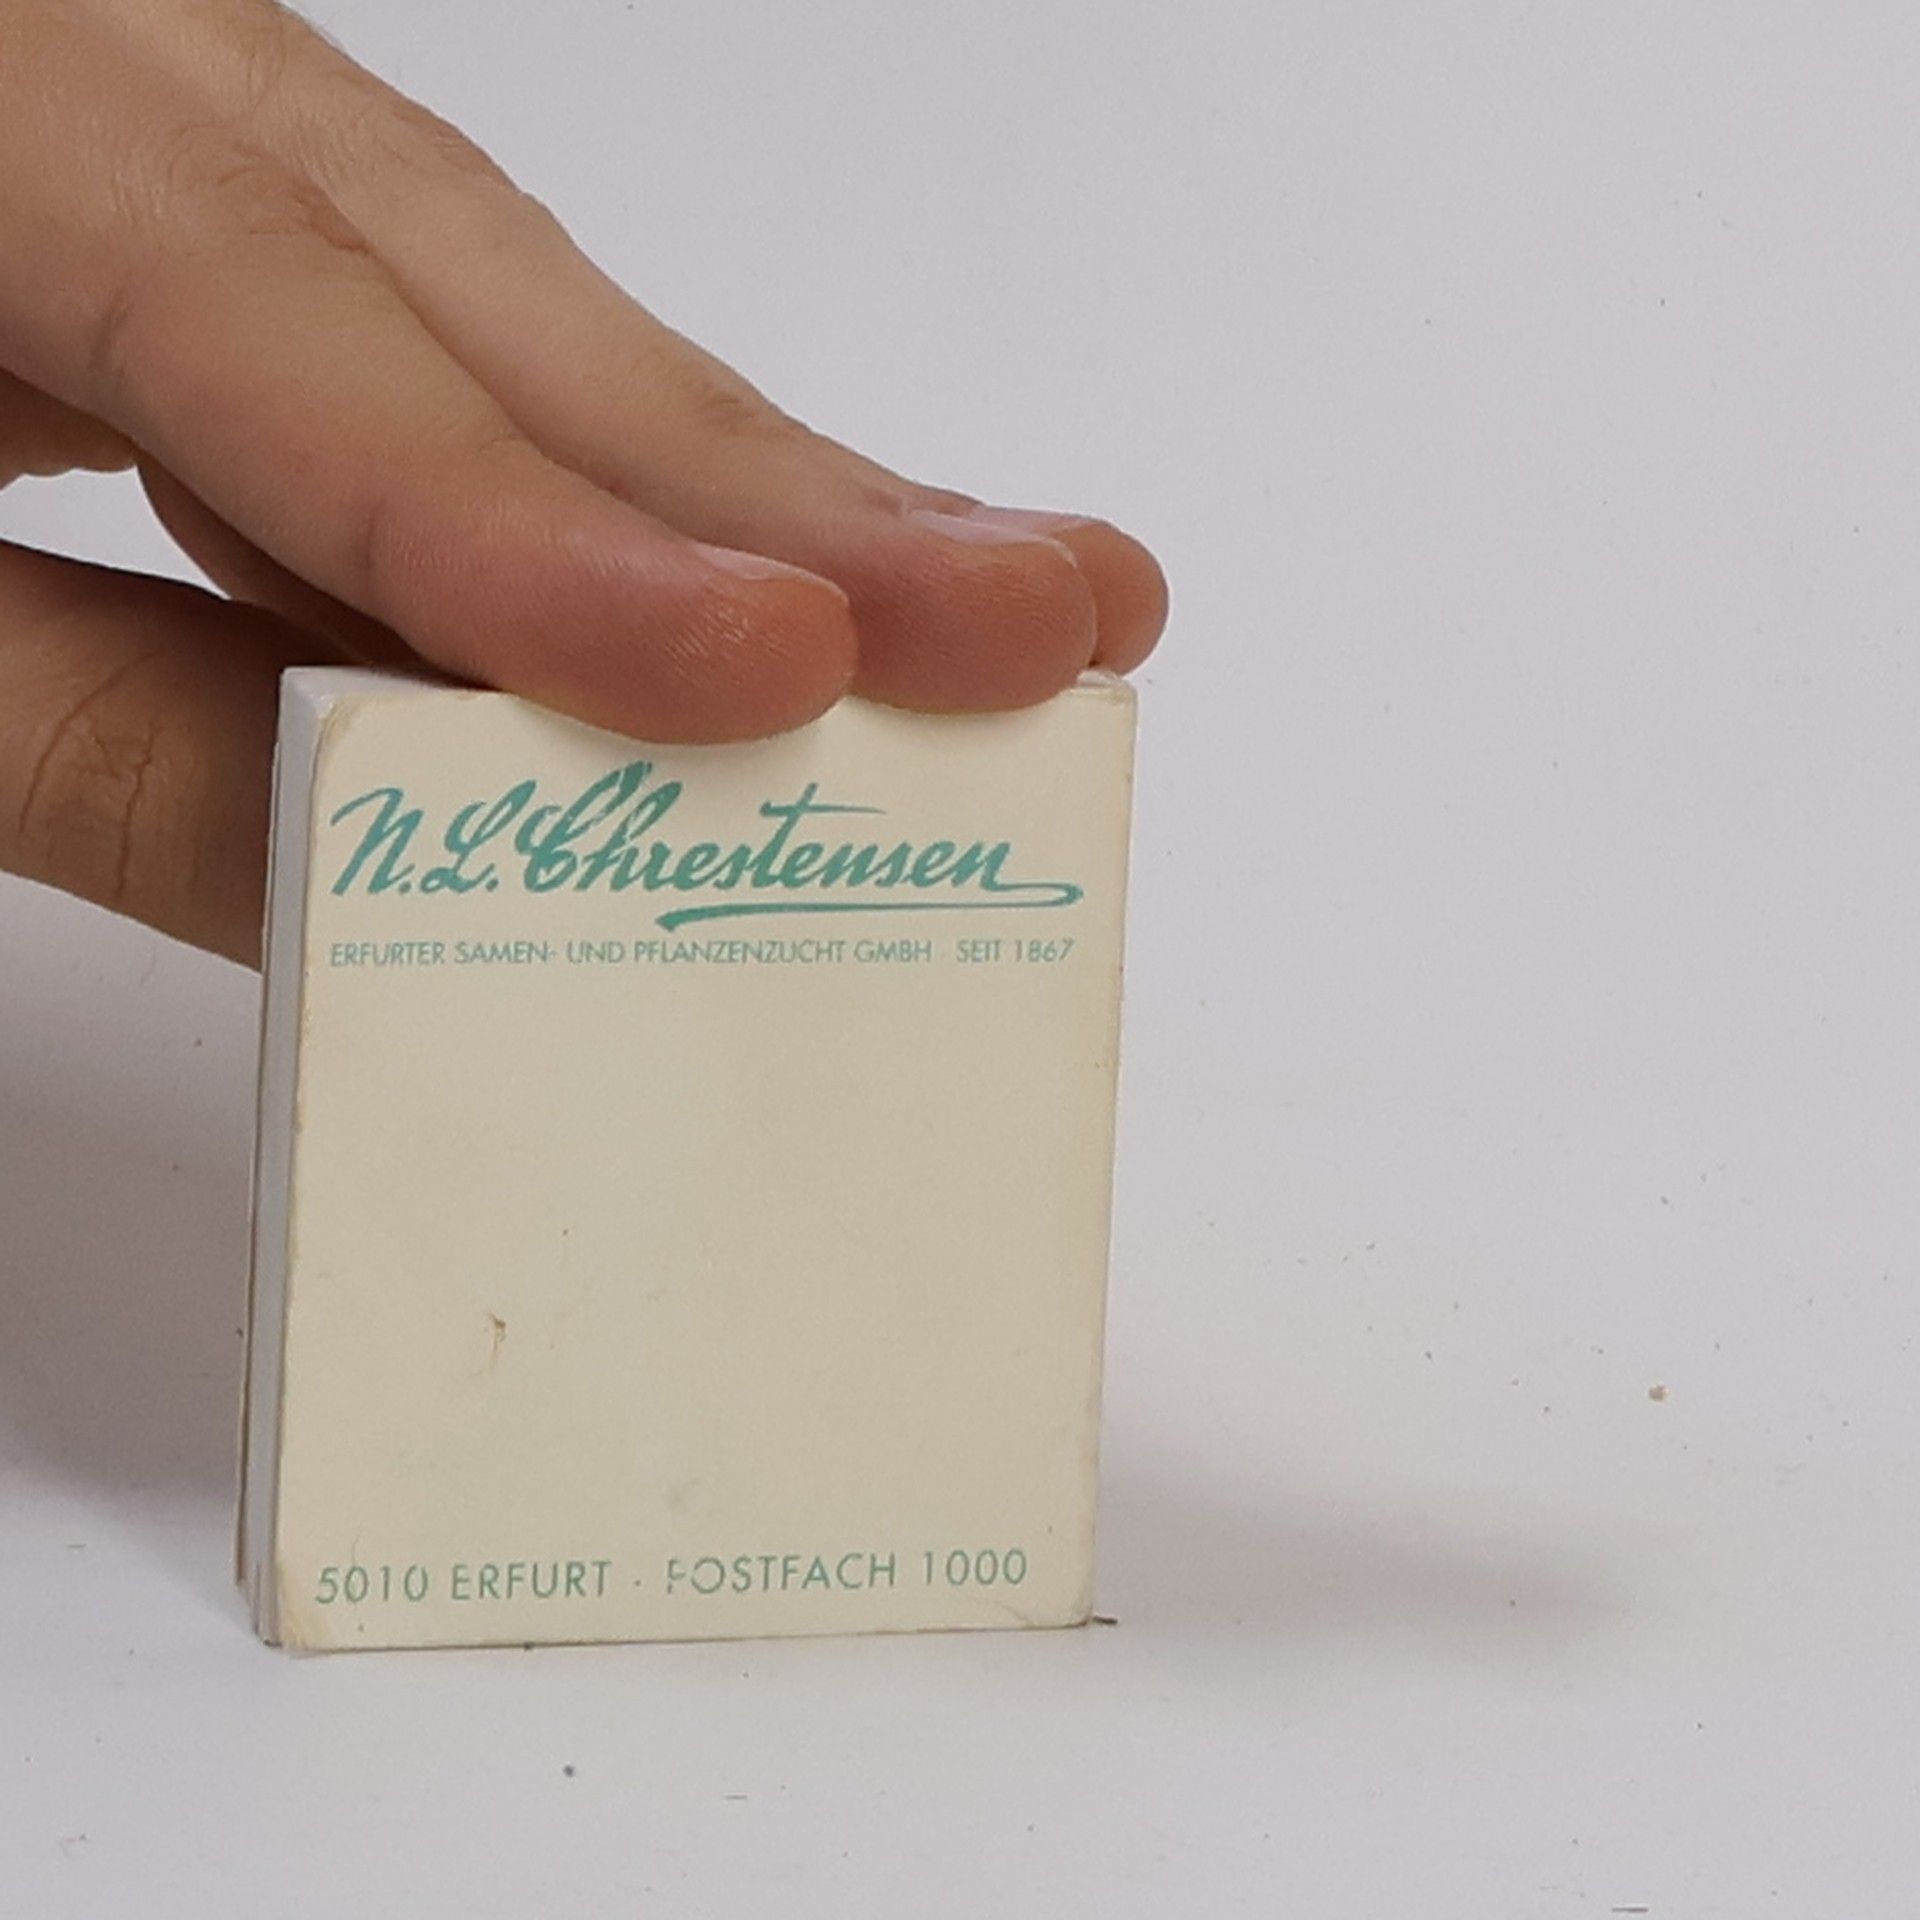 N.L. Chrestensen
ERFURTER SAMEN- UND PFLANZENZUCHT GMBH · SEIT 1867
5010 ERFURT · POSTFACH 1000